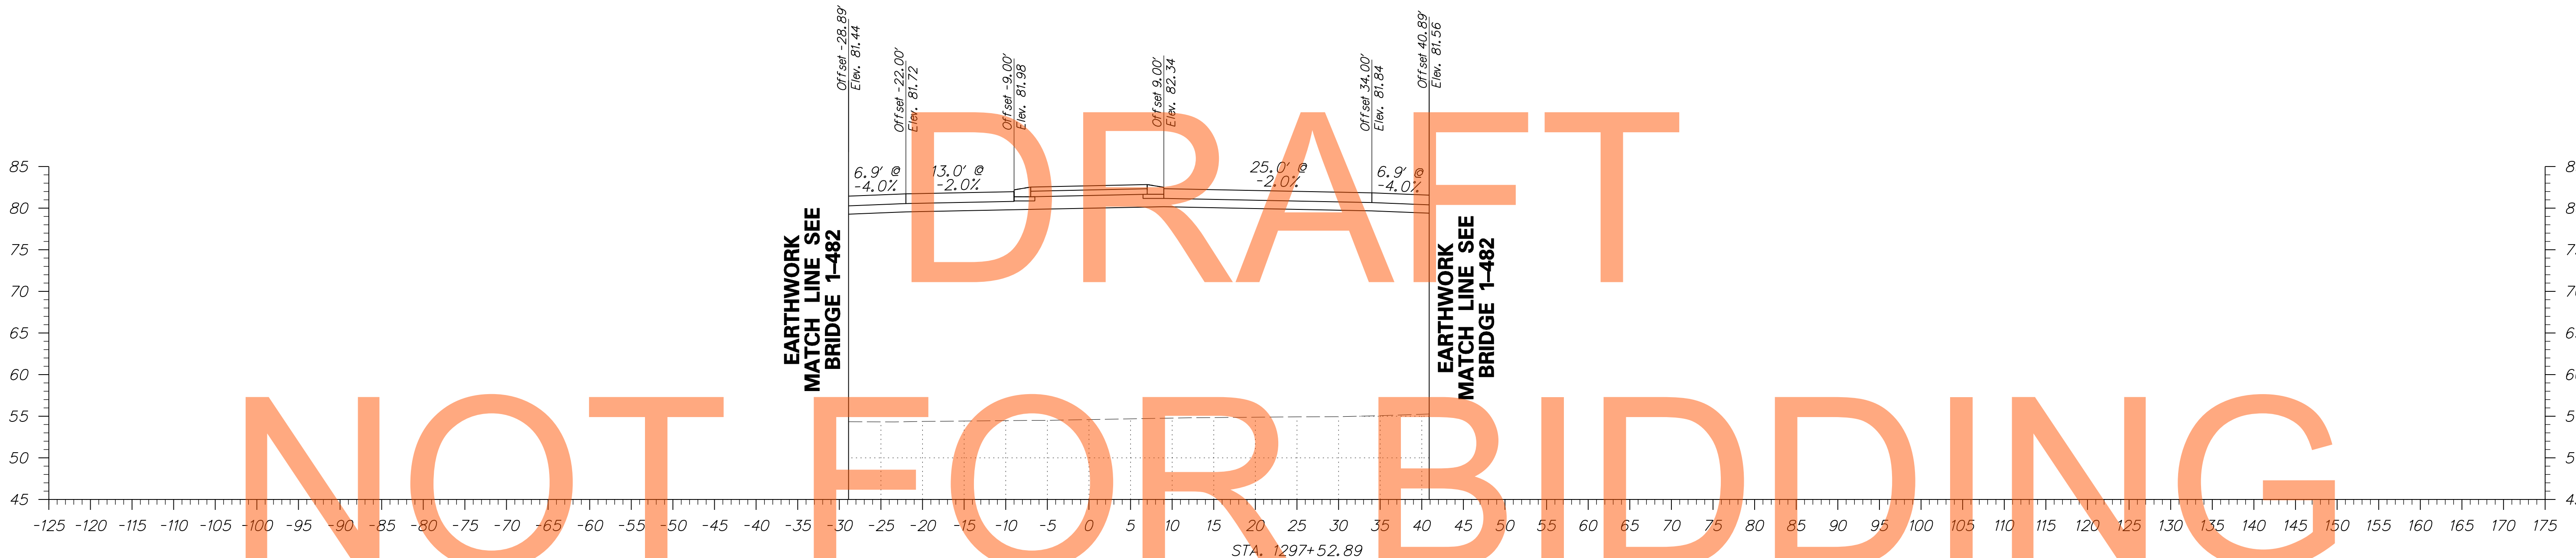 Offset -28.89'
Elev. 81.44
Offset -22.00'
Elev. 81.72
Offset -9.00'
Elev. 81.98
Offset 9.00'
Elev. 82.34
Offset 34.00'
Elev. 81.84
Offset 40.89'
Elev. 81.56
DRAFT
6.9' @
-4.0%
13.0' @
-2.0%
25.0' @
-2.0%
6.9' @
-4.0%
85
80
75
70
65
60
55
50
45
EARTHWORK
MATCH LINE SEE
BRIDGE 1-482
EARTHWORK
MATCH LINE SEE
BRIDGE 1-482
NOT FOR BIDDING
-125 -120 -115 -110 -105 -100 -95 -90 -85 -80 -75 -70 -65 -60 -55 -50 -45 -40 -35 -30 -25 -20 -15 -10 -5 0 5 10 15 20 25 30 35 40 45 50 55 60 65 70 75 80 85 90 95 100 105 110 115 120 125 130 135 140 145 150 155 160 165 170 175
STA. 1297+52.89